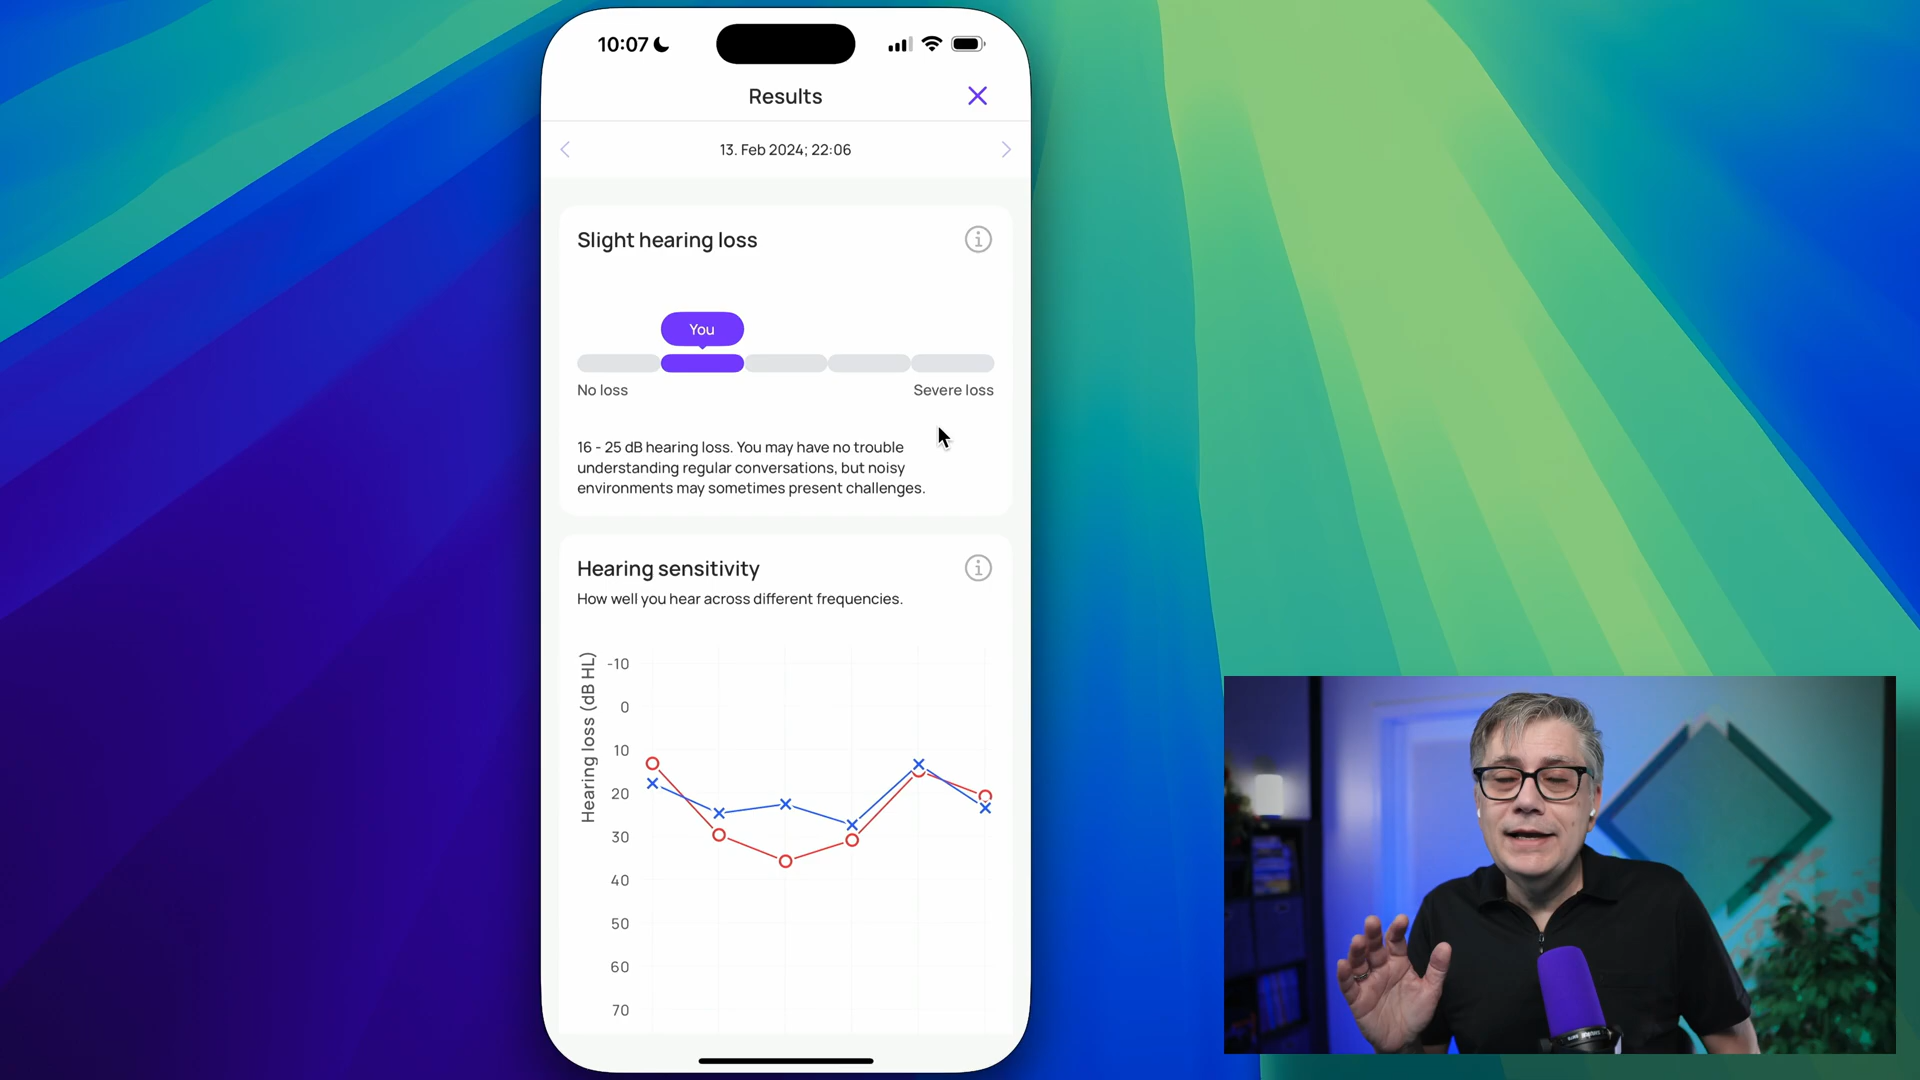 10:07
Results
13. Feb 2024; 22:06
Slight hearing loss
You
No loss
Severe loss
16 - 25 dB hearing loss. You may have no trouble
understanding regular conversations, but noisy
environments may sometimes present challenges.
Hearing sensitivity
How well you hear across different frequencies.
Hearing loss (dB HL)
-10
0
10
20
30
40
50
60
70